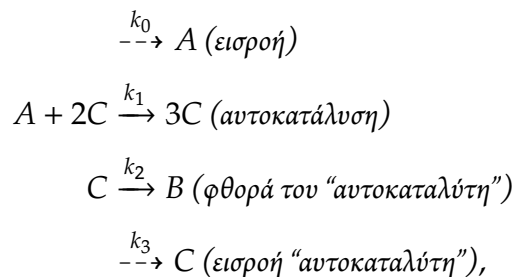 k₀
⇢ A (εισροή)
A + 2C k₁⟶ 3C (αυτοκατάλυση)
C k₂⟶ B (φθορά του “αυτοκαταλύτη”)
k₃
⇢ C (εισροή “αυτοκαταλύτη”),